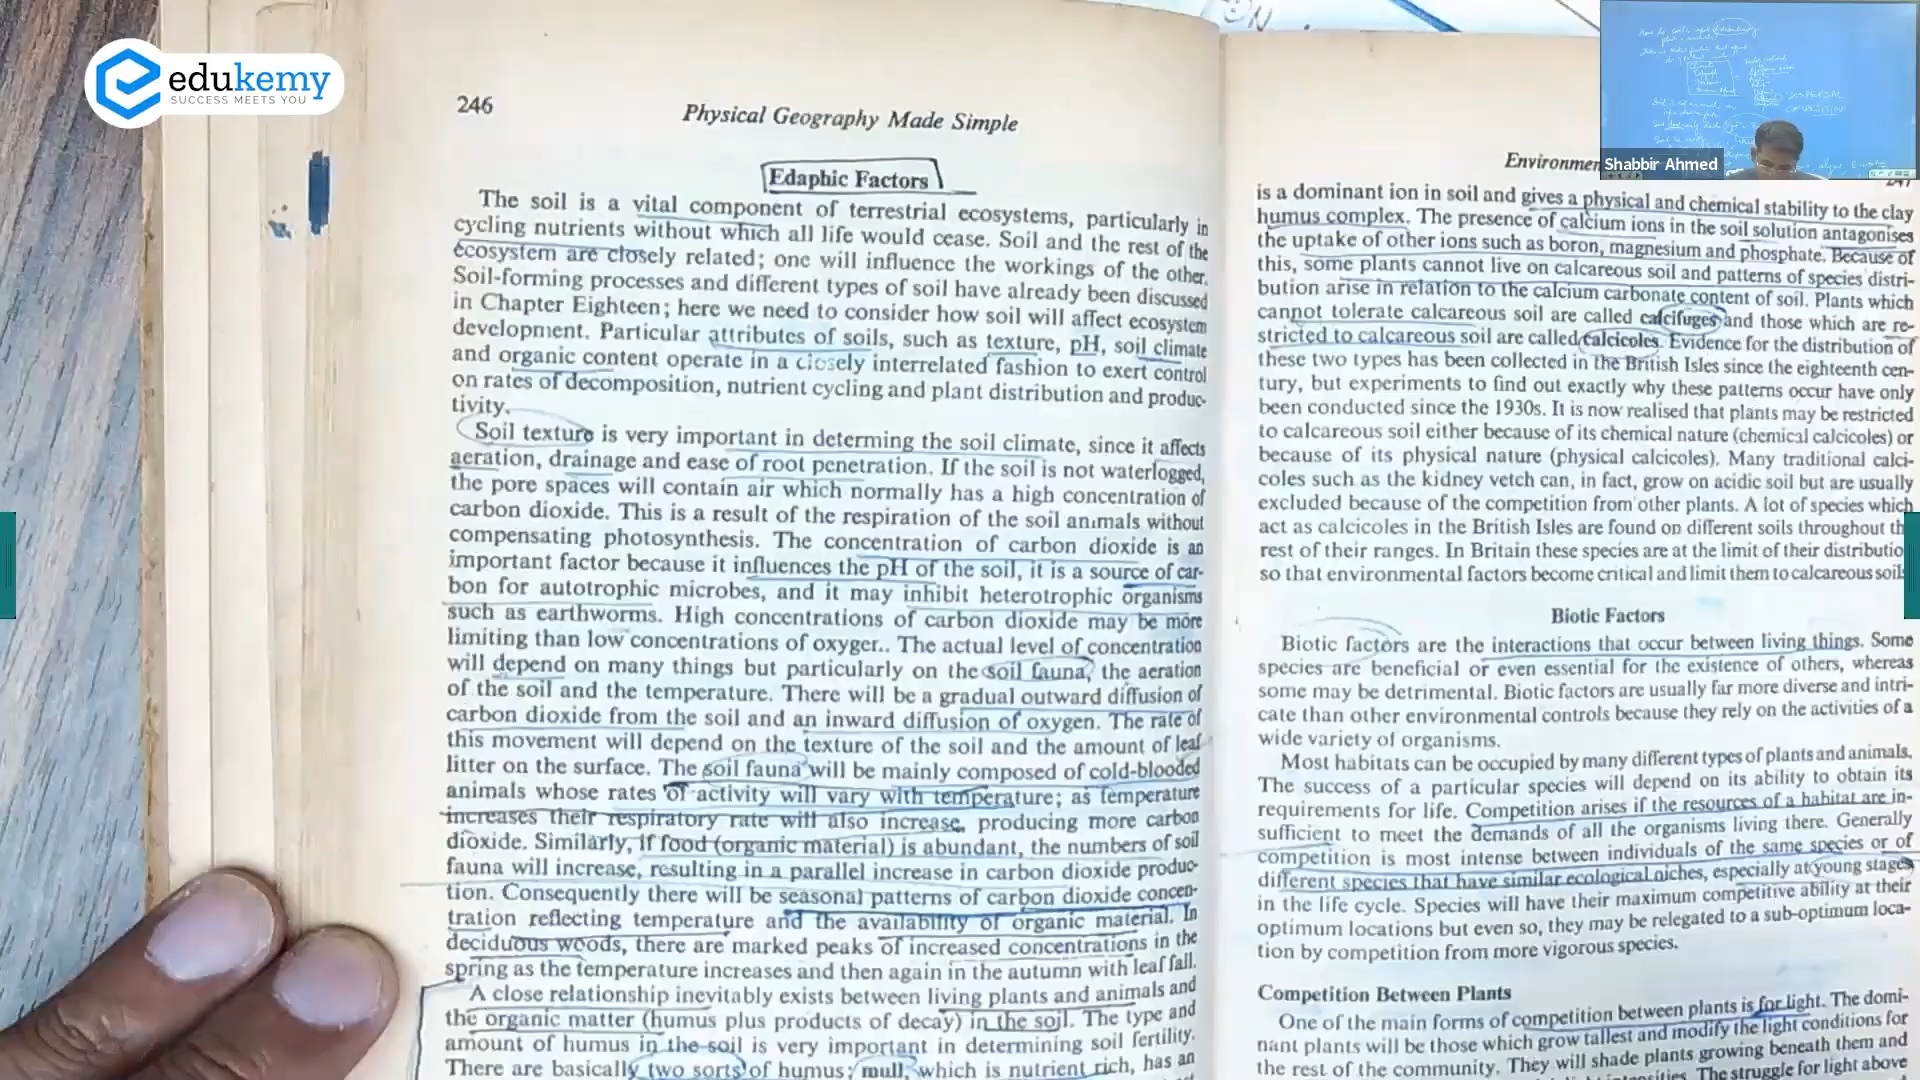 edukemy
SUCCESS MEETS YOU
246
Physical Geography Made Simple
Edaphic Factors
The soil is a vital component of terrestrial ecosystems, particularly in
cycling nutrients without which all life would cease. Soil and the rest of the
ecosystem are closely related; one will influence the workings of the other.
Soil-forming processes and different types of soil have already been discussed
in Chapter Eighteen; here we need to consider how soil will affect ecosystem
development. Particular attributes of soils, such as texture, pH, soil climate
and organic content operate in a closely interrelated fashion to exert control
on rates of decomposition, nutrient cycling and plant distribution and produc-
tivity.
Soil texture is very important in determing the soil climate, since it affects
aeration, drainage and ease of root penetration. If the soil is not waterlogged,
the pore spaces will contain air which normally has a high concentration of
carbon dioxide. This is a result of the respiration of the soil animals without
compensating photosynthesis. The concentration of carbon dioxide is an
important factor because it influences the pH of the soil, it is a source of car-
bon for autotrophic microbes, and it may inhibit heterotrophic organisms
such as earthworms. High concentrations of carbon dioxide may be more
limiting than low concentrations of oxygen. The actual level of concentration
will depend on many things but particularly on the soil fauna, the aeration
of the soil and the temperature. There will be a gradual outward diffusion of
carbon dioxide from the soil and an inward diffusion of oxygen. The rate of
this movement will depend on the texture of the soil and the amount of leaf
litter on the surface. The soil fauna will be mainly composed of cold-blooded
animals whose rates of activity will vary with temperature; as temperature
increases their respiratory rate will also increase, producing more carbon
dioxide. Similarly, if food (organic material) is abundant, the numbers of soil
fauna will increase, resulting in a parallel increase in carbon dioxide produc-
tion. Consequently there will be seasonal patterns of carbon dioxide concen-
tration reflecting temperature and the availability of organic material. In
deciduous woods, there are marked peaks of increased concentrations in the
spring as the temperature increases and then again in the autumn with leaf fall.
A close relationship inevitably exists between living plants and animals and
the organic matter (humus plus products of decay) in the soil. The type and
amount of humus in the soil is very important in determining soil fertility.
There are basically two sorts of humus; mull, which is nutrient rich, has an
Environmen
is a dominant ion in soil and gives a physical and chemical stability to the clay
humus complex. The presence of calcium ions in the soil solution antagonises
the uptake of other ions such as boron, magnesium and phosphate. Because of
this, some plants cannot live on calcareous soil and patterns of species distri-
bution arise in relation to the calcium carbonate content of soil. Plants which
cannot tolerate calcareous soil are called calcifuges and those which are re-
stricted to calcareous soil are called calcicoles. Evidence for the distribution of
these two types has been collected in the British Isles since the eighteenth cen-
tury, but experiments to find out exactly why these patterns occur have only
been conducted since the 1930s. It is now realised that plants may be restricted
to calcareous soil either because of its chemical nature (chemical calcicoles) or
because of its physical nature (physical calcicoles). Many traditional calci-
coles such as the kidney vetch can, in fact, grow on acidic soil but are usually
excluded because of the competition from other plants. A lot of species which
act as calcicoles in the British Isles are found on different soils throughout th
rest of their ranges. In Britain these species are at the limit of their distributio
so that environmental factors become critical and limit them to calcareous soil
Biotic Factors
Biotic factors are the interactions that occur between living things. Some
species are beneficial or even essential for the existence of others, whereas
some may be detrimental. Biotic factors are usually far more diverse and intri-
cate than other environmental controls because they rely on the activities of a
wide variety of organisms.
Most habitats can be occupied by many different types of plants and animals.
The success of a particular species will depend on its ability to obtain its
requirements for life. Competition arises if the resources of a habitat are in-
sufficient to meet the demands of all the organisms living there. Generally
competition is most intense between individuals of the same species or of
different species that have similar ecological niches, especially at young stages
in the life cycle. Species will have their maximum competitive ability at their
optimum locations but even so, they may be relegated to a sub-optimum loca-
tion by competition from more vigorous species.
Competition Between Plants
One of the main forms of competition between plants is for light. The domi-
nant plants will be those which grow tallest and modify the light conditions for
the rest of the community. They will shade plants growing beneath them and
The struggle for light above
Shabbir Ahmed